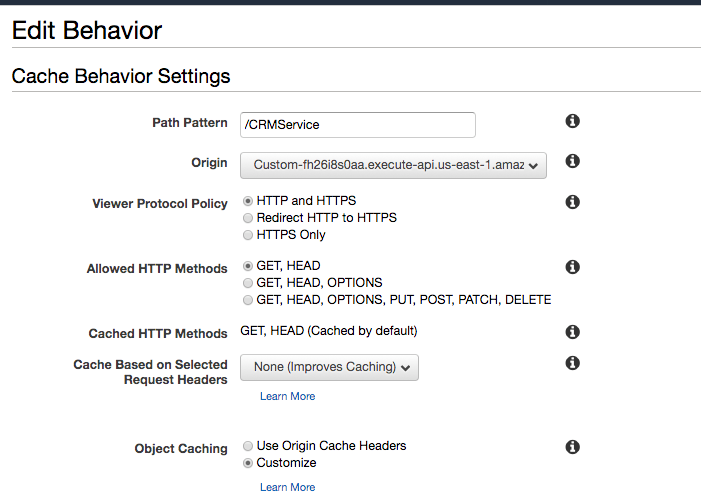 Edit Behavior
Cache Behavior Settings
Path Pattern /CRMService
Origin Custom-fh26i8s0aa.execute-api.us-east-1.amaz
Viewer Protocol Policy HTTP and HTTPS
Redirect HTTP to HTTPS
HTTPS Only
Allowed HTTP Methods GET, HEAD
GET, HEAD, OPTIONS
GET, HEAD, OPTIONS, PUT, POST, PATCH, DELETE
Cached HTTP Methods GET, HEAD (Cached by default)
Cache Based on Selected
Request Headers None (Improves Caching)
Learn More
Object Caching Use Origin Cache Headers
Customize
Learn More